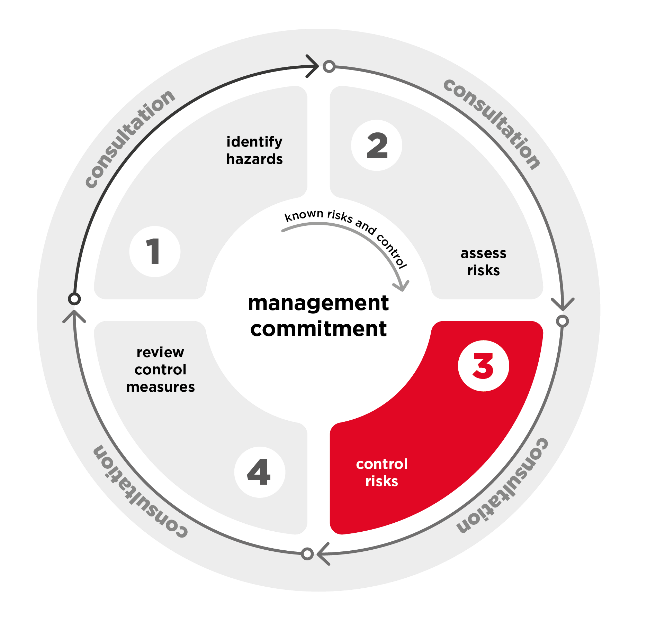 consultation
consultation
identify
hazards
2
1
known risks and control
assess
risks
management
commitment
review
control
measures
3
4
control
risks
consultation
consultation